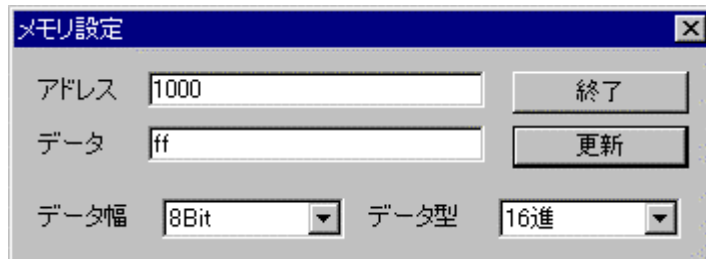 メモリ設定
アドレス 1000 終了
データ ff 更新
データ幅 8Bit データ型 16進